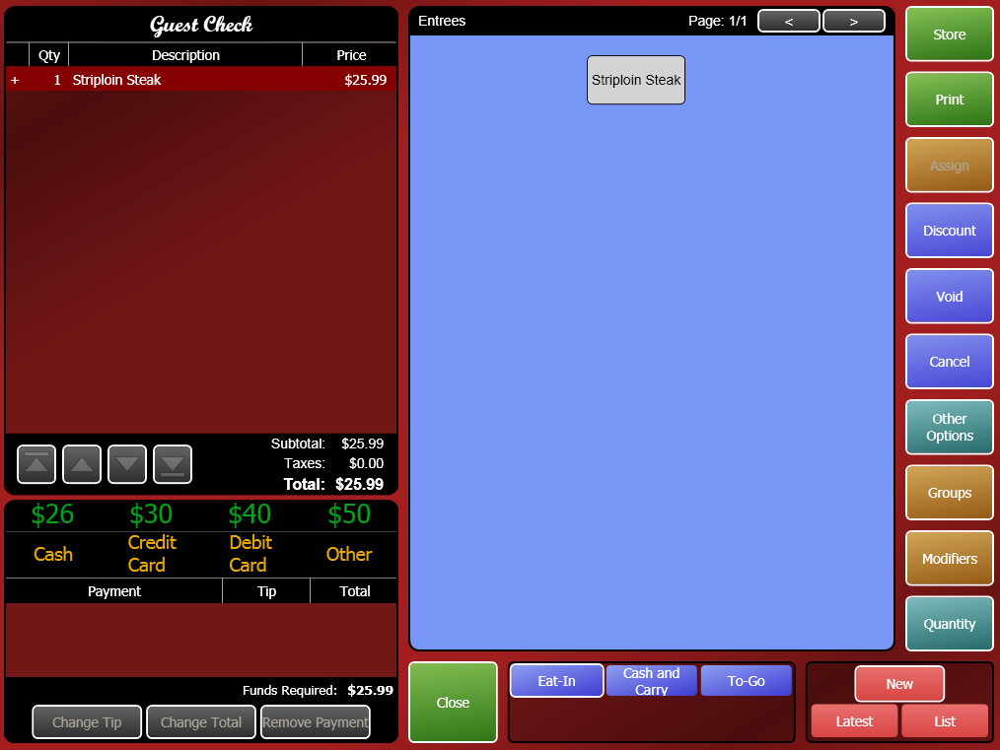 Guest Check
Qty Description Price
+ 1 Striploin Steak $25.99
Subtotal: $25.99
Taxes: $0.00
Total: $25.99
$26 $30 $40 $50
Cash Credit Card Debit Card Other
Payment Tip Total
Funds Required: $25.99
Change Tip Change Total Remove Payment
Entrees Page: 1/1 < >
Striploin Steak
Close
Eat-In Cash and Carry To-Go
New
Latest List
Store
Print
Assign
Discount
Void
Cancel
Other
Options
Groups
Modifiers
Quantity